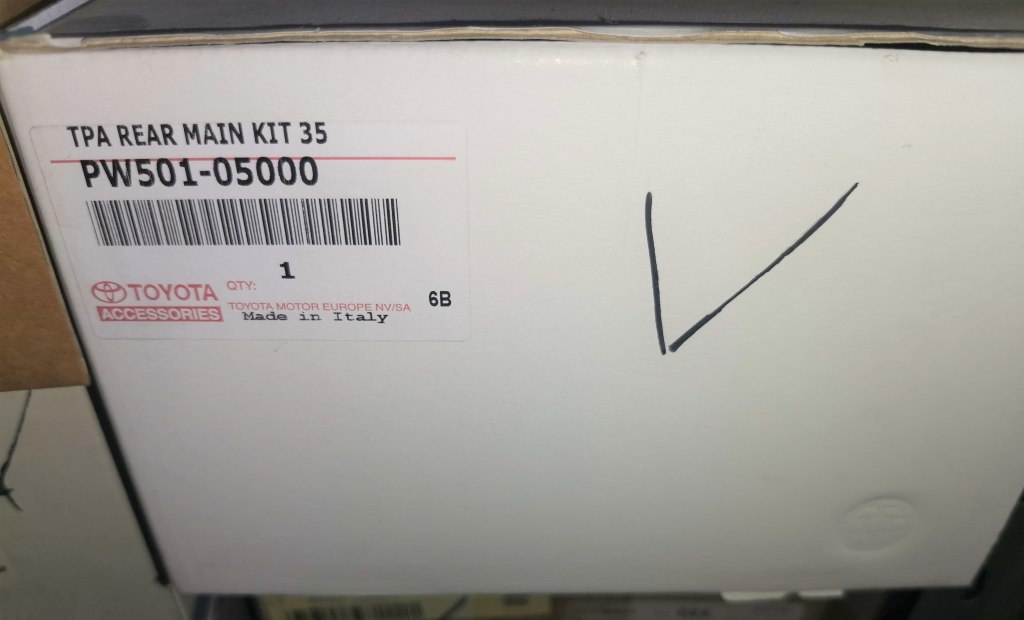 TPA REAR MAIN KIT 35
PW501-05000
1
TOYOTA QTY:
ACCESSORIES TOYOTA MOTOR EUROPE NV/SA 6B
Made in Italy